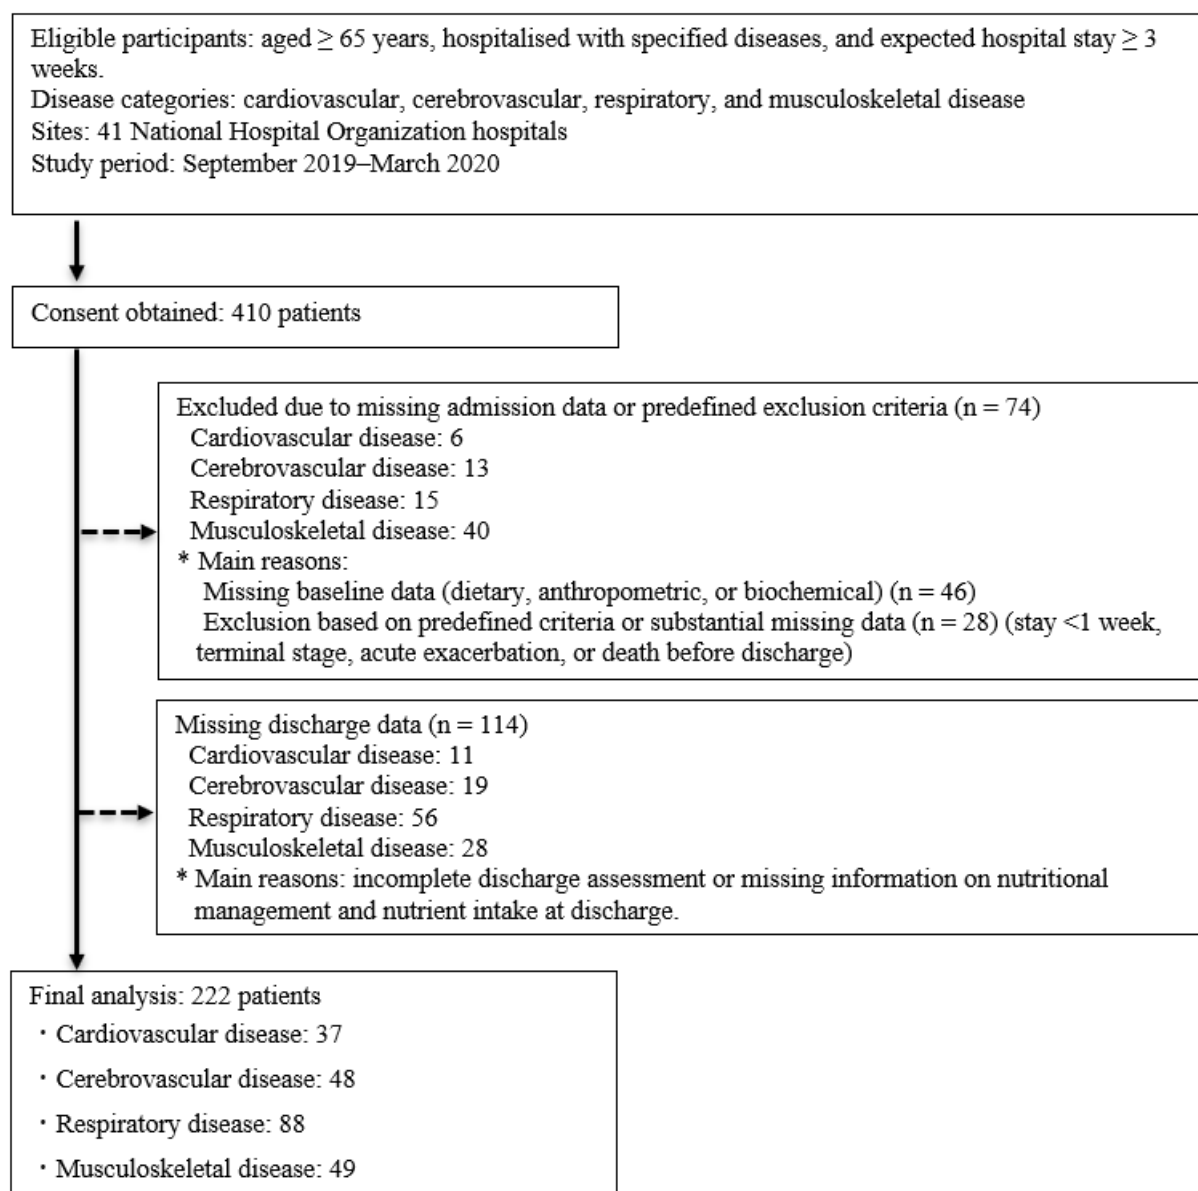 Eligible participants: aged ≥ 65 years, hospitalised with specified diseases, and expected hospital stay ≥ 3
weeks.
Disease categories: cardiovascular, cerebrovascular, respiratory, and musculoskeletal disease
Sites: 41 National Hospital Organization hospitals
Study period: September 2019–March 2020
Consent obtained: 410 patients
Excluded due to missing admission data or predefined exclusion criteria (n = 74)
Cardiovascular disease: 6
Cerebrovascular disease: 13
Respiratory disease: 15
Musculoskeletal disease: 40
* Main reasons:
Missing baseline data (dietary, anthropometric, or biochemical) (n = 46)
Exclusion based on predefined criteria or substantial missing data (n = 28) (stay <1 week,
terminal stage, acute exacerbation, or death before discharge)
Missing discharge data (n = 114)
Cardiovascular disease: 11
Cerebrovascular disease: 19
Respiratory disease: 56
Musculoskeletal disease: 28
* Main reasons: incomplete discharge assessment or missing information on nutritional
management and nutrient intake at discharge.
Final analysis: 222 patients
・Cardiovascular disease: 37
・Cerebrovascular disease: 48
・Respiratory disease: 88
・Musculoskeletal disease: 49